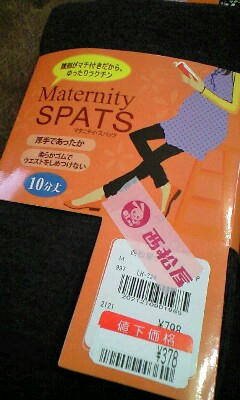 腰部がマチ付きだから、
ゆったりラクチン
Maternity
SPATS
マタニティ・スパッツ
厚手であったか
柔らかゴムで
ウエストをしめつけない
10分丈
西松屋
M
2121
¥798
値下価格
¥378